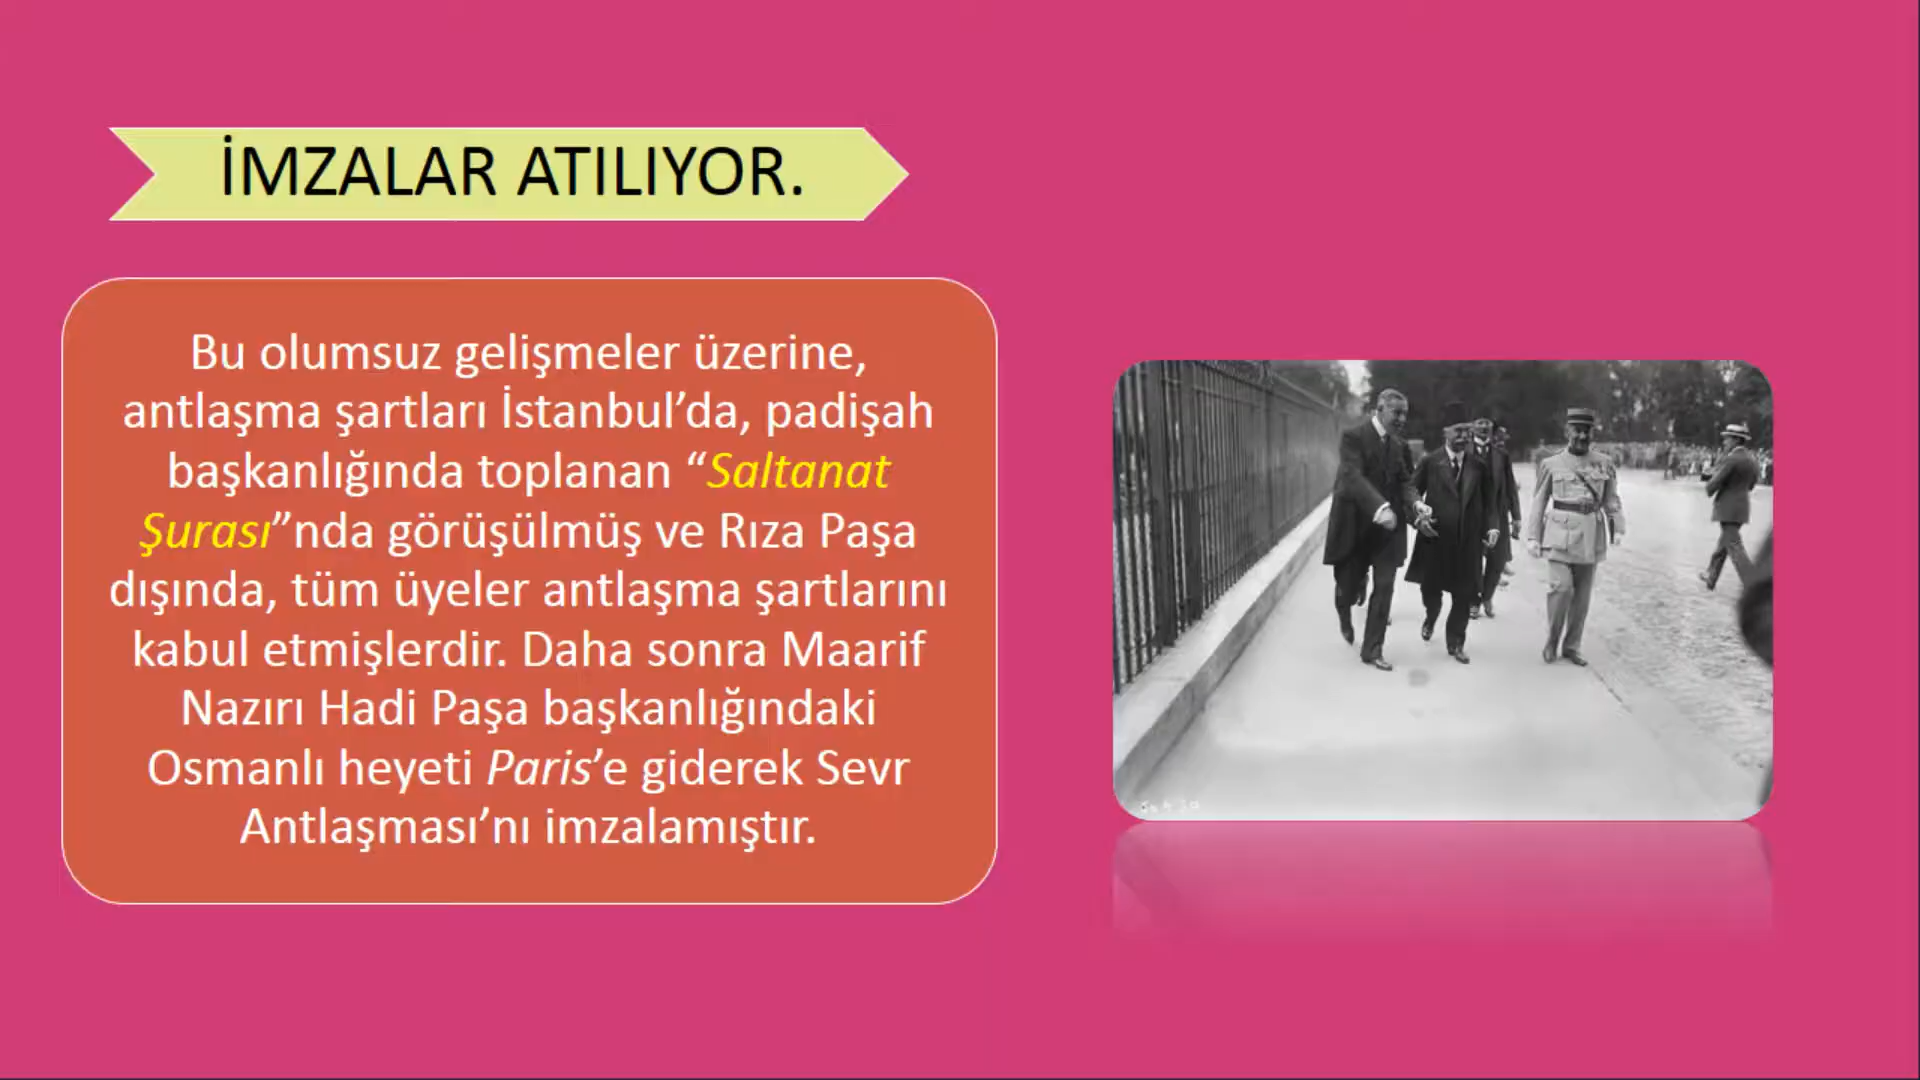 İMZALAR ATILIYOR.
Bu olumsuz gelişmeler üzerine,
antlaşma şartları İstanbul’da, padişah
başkanlığında toplanan “Saltanat
Şurası”nda görüşülmüş ve Rıza Paşa
dışında, tüm üyeler antlaşma şartlarını
kabul etmişlerdir. Daha sonra Maarif
Nazırı Hadi Paşa başkanlığındaki
Osmanlı heyeti Paris’e giderek Sevr
Antlaşması’nı imzalamıştır.